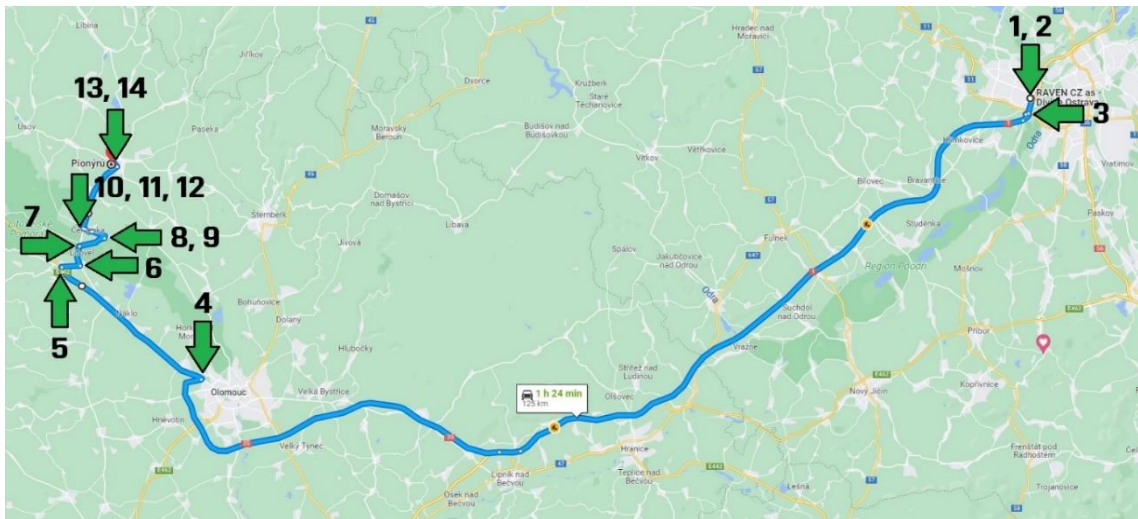 Libina
Jiříkov
Dvorce
Hradec nad
Moravicí
Kružberk
Staré
Těchanovice
1, 2
RAVEN CZ as -
3
13, 14
Úsov
Paseka
Moravský
Beroun
Budišov nad
Budišovkou
Vítkov
Větřkovice
Klimkovice
Odra
Vratimov
Pionýrů
10, 11, 12
Šternberk
Domašov
nad Bystřicí
Bílovec
Bravantice
Studénka
Paskov
7
8, 9
6
Jívová
Libavá
Spálov
Jakubčovice
nad Odrou
Fulnek
Region Poodří
Mošnov
5
Náklo
4
Bohuňovice
Dolany
Hlubočky
Odra
Suchdol
nad Odrou
Příbor
Vražné
Olomouc
Velká Bystřice
Hněvotín
Velký Týnec
1 h 24 min
125 km
Střítež nad
Ludinou
Olšovec
Nový Jičín
Kopřivnice
Hranice
Lipník nad
Bečvou
Teplice nad
Bečvou
Osek nad
Bečvou
Lešná
Frenštát pod
Radhoštěm
Trojanovice